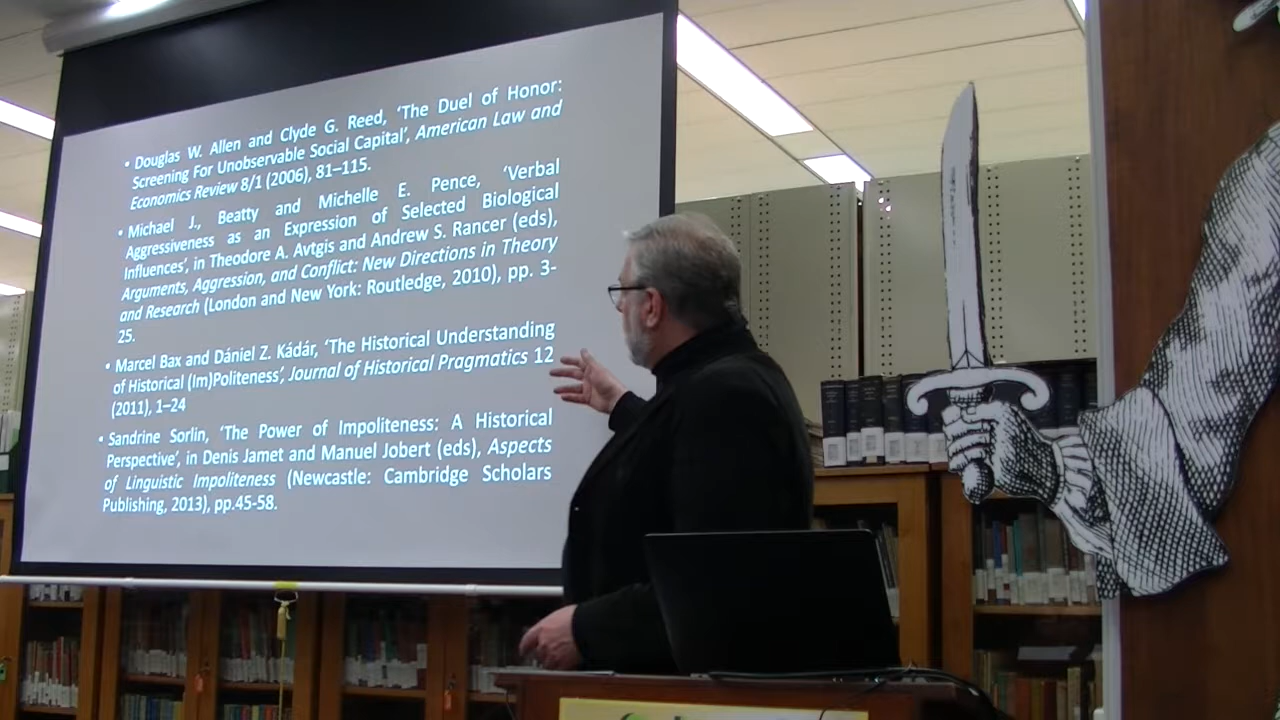 • Douglas W. Allen and Clyde G. Reed, ‘The Duel of Honor:
Screening For Unobservable Social Capital’, American Law and
Economics Review 8/1 (2006), 81–115.
• Michael J., Beatty and Michelle E. Pence, ‘Verbal
Aggressiveness as an Expression of Selected Biological
Influences’, in Theodore A. Avtgis and Andrew S. Rancer (eds),
Arguments, Aggression, and Conflict: New Directions in Theory
and Research (London and New York: Routledge, 2010), pp. 3-
25.
• Marcel Bax and Dániel Z. Kádár, ‘The Historical Understanding
of Historical (Im)Politeness’, Journal of Historical Pragmatics 12
(2011), 1–24
• Sandrine Sorlin, ‘The Power of Impoliteness: A Historical
Perspective’, in Denis Jamet and Manuel Jobert (eds), Aspects
of Linguistic Impoliteness (Newcastle: Cambridge Scholars
Publishing, 2013), pp.45-58.